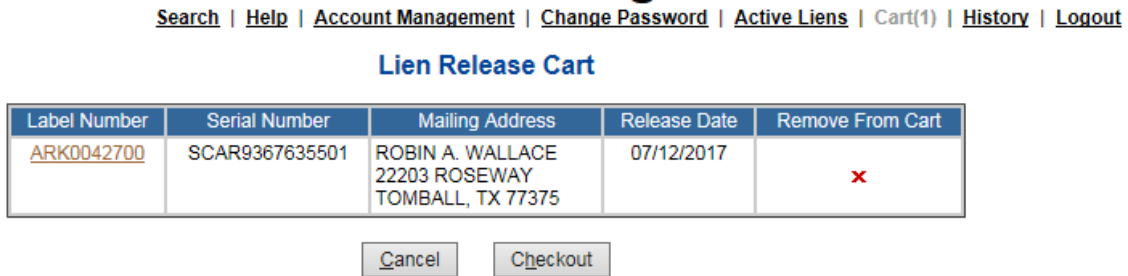 Search | Help | Account Management | Change Password | Active Liens | Cart(1) | History | Logout
Lien Release Cart
Label Number Serial Number Mailing Address Release Date Remove From Cart
ARK0042700 SCAR9367635501 ROBIN A. WALLACE 07/12/2017
22203 ROSEWAY
TOMBALL, TX 77375
Cancel Checkout